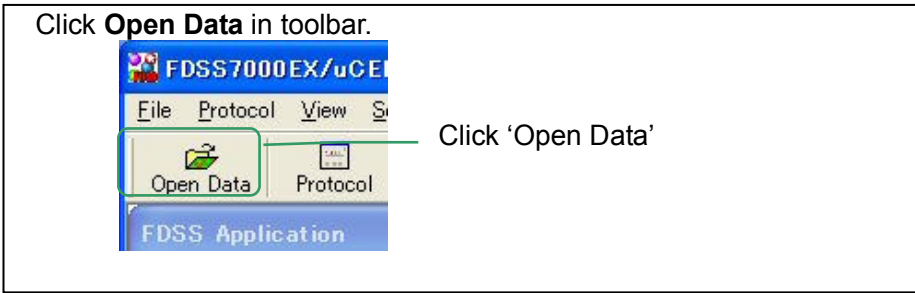 Click Open Data in toolbar.
FDSS7000EX/uCE
File Protocol View
Click 'Open Data'
Open Data Protocol
FDSS Application